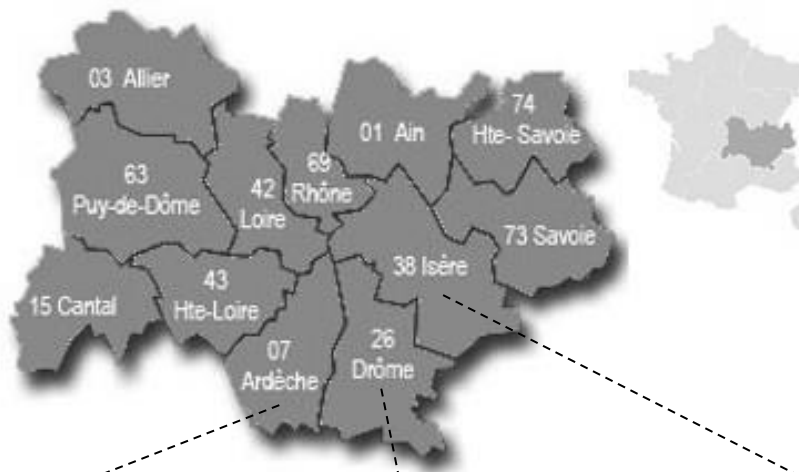 03 Allier
63
Puy-de-Dôme
42
Loire
69
Rhône
01 Ain
74
Hte- Savoie
73 Savoie
38 Isère
15 Cantal
43
Hte-Loire
07
Ardèche
26
Drôme